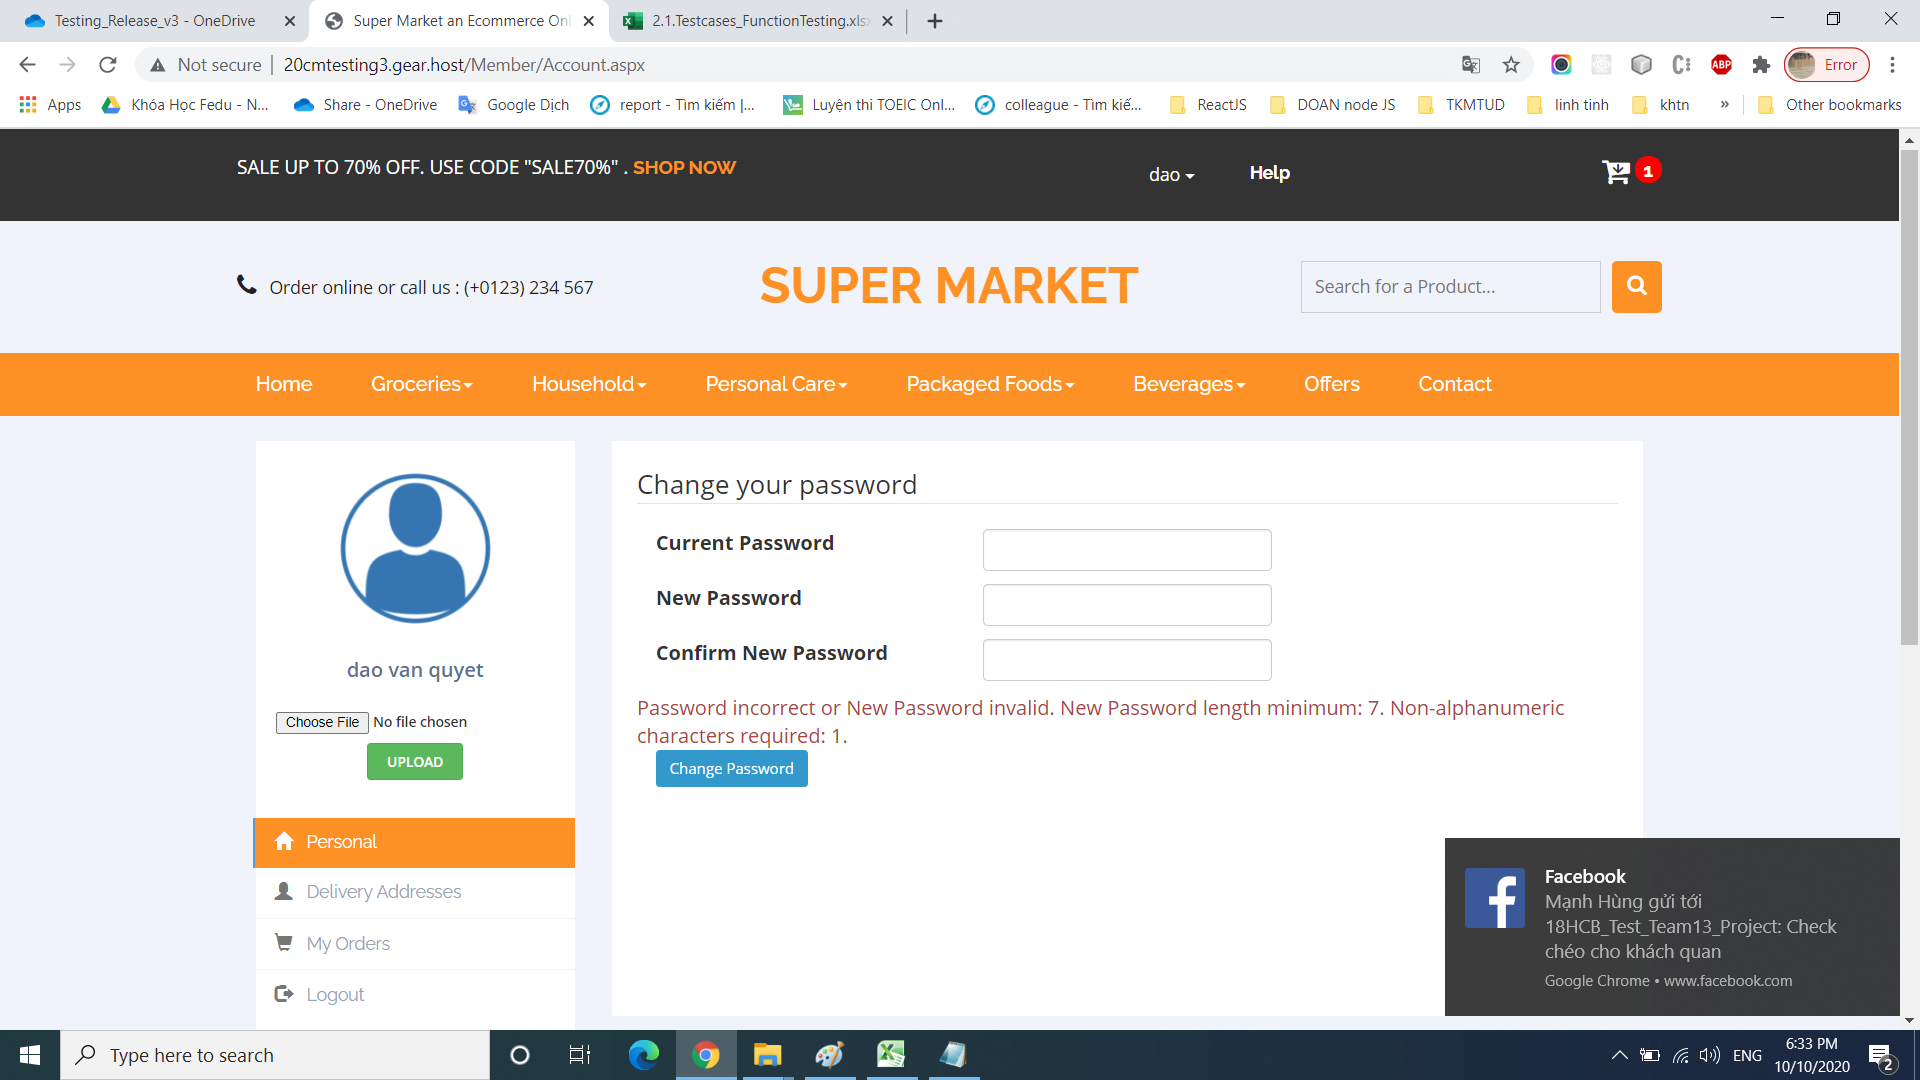 Testing_Release_v3 - OneDrive
Super Market an Ecommerce Onl
2.1.Testcases_FunctionTesting.xlsx
Not secure | 20cmtesting3.gear.host/Member/Account.aspx
ABP
Error
Apps
Khóa Học Fedu - N...
Share - OneDrive
Google Dịch
report - Tìm kiếm |...
Luyện thi TOEIC Onl...
colleague - Tìm kiế...
ReactJS
DOAN node JS
TKMTUD
linh tinh
khtn
»
Other bookmarks
SALE UP TO 70% OFF. USE CODE "SALE70%" . SHOP NOW
dao
Help
1
Order online or call us : (+0123) 234 567
SUPER MARKET
Search for a Product...
Home
Groceries
Household
Personal Care
Packaged Foods
Beverages
Offers
Contact
dao van quyet
Choose File No file chosen
UPLOAD
Personal
Delivery Addresses
My Orders
Logout
Change your password
Current Password
New Password
Confirm New Password
Password incorrect or New Password invalid. New Password length minimum: 7. Non-alphanumeric
characters required: 1.
Change Password
Facebook
Mạnh Hùng gửi tới
18HCB_Test_Team13_Project: Check
chéo cho khách quan
Google Chrome • www.facebook.com
Type here to search
ENG
6:33 PM
10/10/2020
2